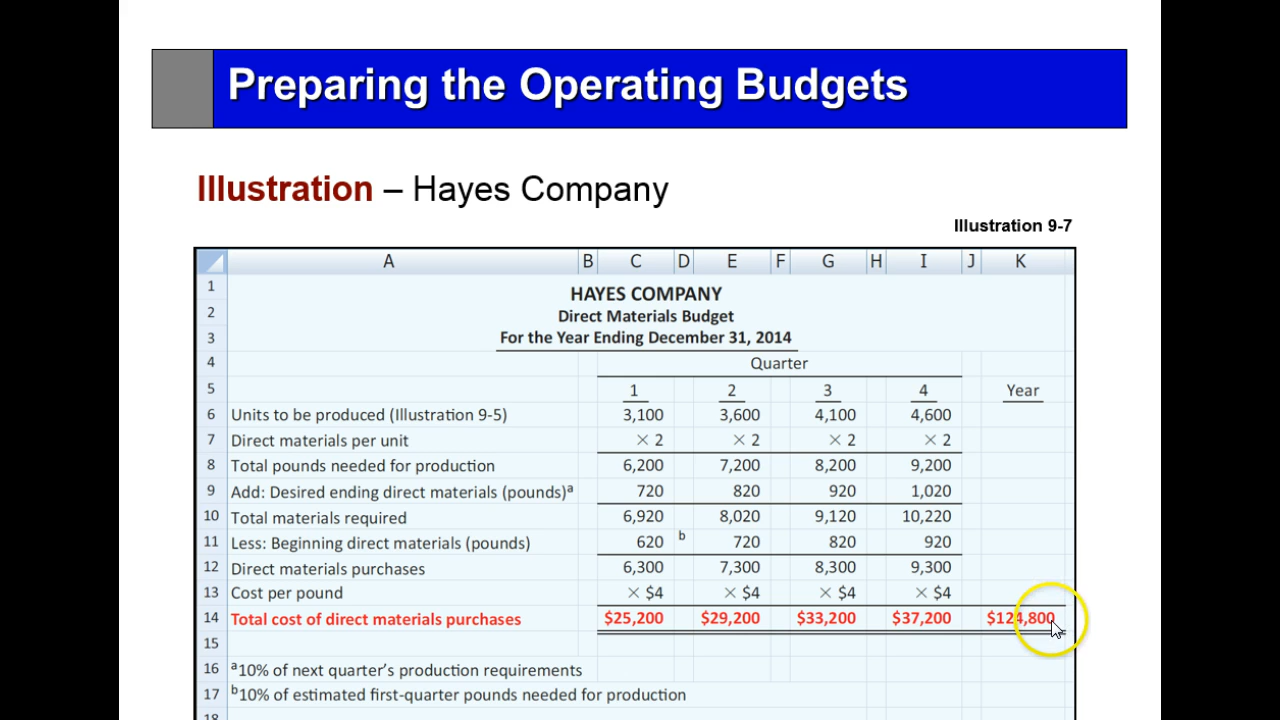 Preparing the Operating Budgets
Illustration – Hayes Company
Illustration 9-7
A B C D E F G H I J K
1 HAYES COMPANY
2 Direct Materials Budget
3 For the Year Ending December 31, 2014
4 Quarter
5 1 2 3 4 Year
6 Units to be produced (Illustration 9-5) 3,100 3,600 4,100 4,600
7 Direct materials per unit × 2 × 2 × 2 × 2
8 Total pounds needed for production 6,200 7,200 8,200 9,200
9 Add: Desired ending direct materials (pounds)ᵃ 720 820 920 1,020
10 Total materials required 6,920 8,020 9,120 10,220
11 Less: Beginning direct materials (pounds) 620 ᵇ 720 820 920
12 Direct materials purchases 6,300 7,300 8,300 9,300
13 Cost per pound × $4 × $4 × $4 × $4
14 Total cost of direct materials purchases $25,200 $29,200 $33,200 $37,200 $124,800
15
16 ᵃ10% of next quarter's production requirements
17 ᵇ10% of estimated first-quarter pounds needed for production
18